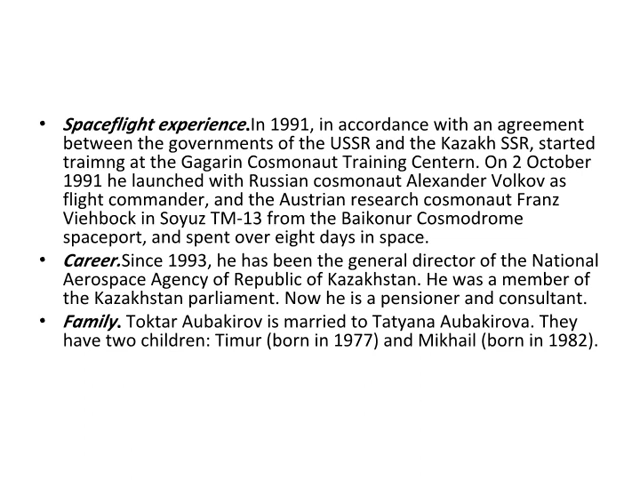 • Spaceflight experience.In 1991, in accordance with an agreement
between the governments of the USSR and the Kazakh SSR, started
traimng at the Gagarin Cosmonaut Training Centern. On 2 October
1991 he launched with Russian cosmonaut Alexander Volkov as
flight commander, and the Austrian research cosmonaut Franz
Viehbock in Soyuz TM-13 from the Baikonur Cosmodrome
spaceport, and spent over eight days in space.
• Career.Since 1993, he has been the general director of the National
Aerospace Agency of Republic of Kazakhstan. He was a member of
the Kazakhstan parliament. Now he is a pensioner and consultant.
• Family. Toktar Aubakirov is married to Tatyana Aubakirova. They
have two children: Timur (born in 1977) and Mikhail (born in 1982).